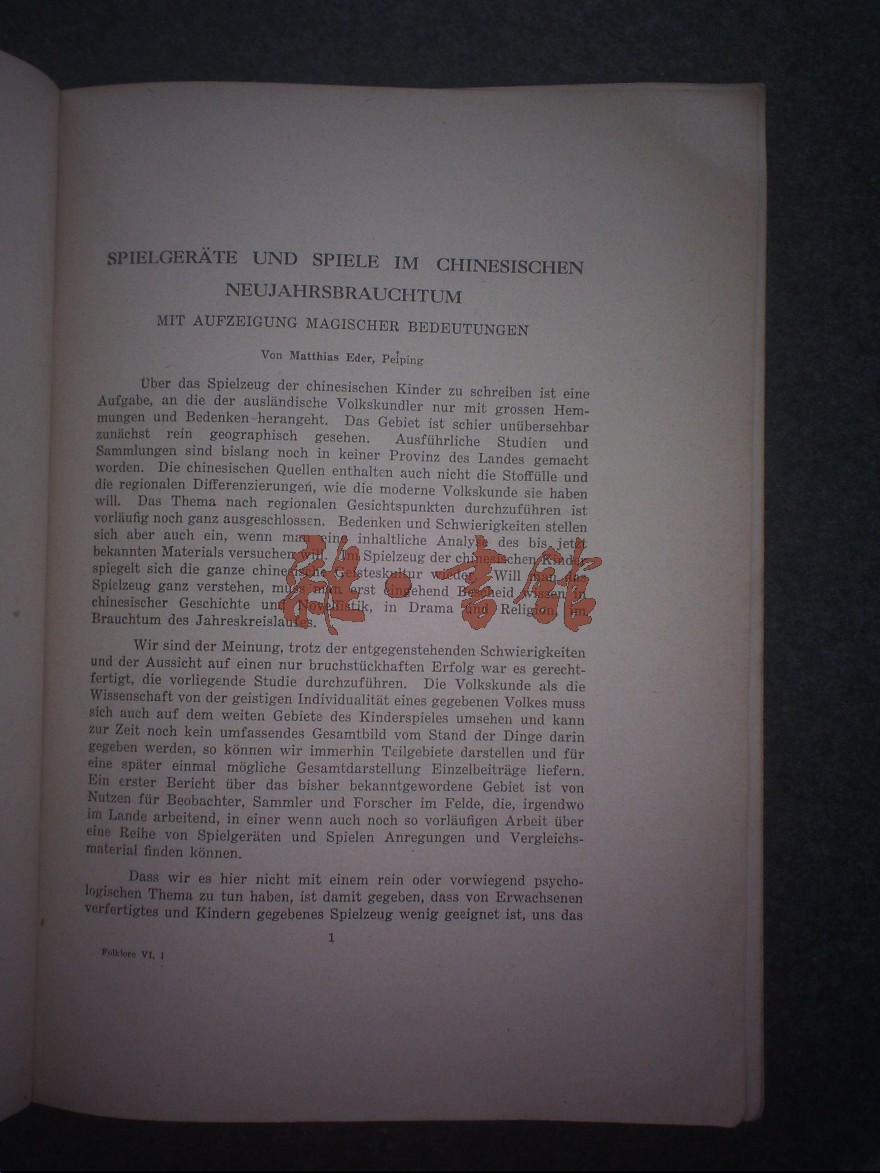 SPIELGERÄTE UND SPIELE IM CHINESISCHEN
NEUJAHRSBRAUCHTUM
MIT AUFZEIGUNG MAGISCHER BEDEUTUNGEN
Von Matthias Eder, Peiping
Über das Spielzeug der chinesischen Kinder zu schreiben ist eine
Aufgabe, an die der ausländische Volkskundler nur mit grossen Hem-
mungen und Bedenken herangeht. Das Gebiet ist schier unübersehbar
zunächst rein geographisch gesehen. Ausführliche Studien und
Sammlungen sind bislang noch in keiner Provinz des Landes gemacht
worden. Die chinesischen Quellen enthalten auch nicht die Stoffülle und
die regionalen Differenzierungen, wie die moderne Volkskunde sie haben
will. Das Thema nach regionalen Gesichtspunkten durchzuführen ist
vorläufig noch ganz ausgeschlossen. Bedenken und Schwierigkeiten stellen
sich aber auch ein, wenn man eine inhaltliche Analyse des bis jetzt
bekannten Materials versuchen will. Im Spielzeug der chinesischen Kinder
spiegelt sich die ganze chinesische Geisteskultur wieder. Will man das
Spielzeug ganz verstehen, muss man erst eingehend Bescheid wissen in
chinesischer Geschichte und Novellistik, in Drama und Religion, im
Brauchtum des Jahreskreislaufes.
Wir sind der Meinung, trotz der entgegenstehenden Schwierigkeiten
und der Aussicht auf einen nur bruchstückhaften Erfolg war es gerecht-
fertigt, die vorliegende Studie durchzuführen. Die Volkskunde als die
Wissenschaft von der geistigen Individualität eines gegebenen Volkes muss
sich auch auf dem weiten Gebiete des Kinderspieles umsehen und kann
zur Zeit noch kein umfassendes Gesamtbild vom Stand der Dinge darin
gegeben werden, so können wir immerhin Teilgebiete darstellen und für
eine später einmal mögliche Gesamtdarstellung Einzelbeiträge liefern.
Ein erster Bericht über das bisher bekanntgewordene Gebiet ist von
Nutzen für Beobachter, Sammler und Forscher im Felde, die, irgendwo
im Lande arbeitend, in einer wenn auch noch so vorläufigen Arbeit über
eine Reihe von Spielgeräten und Spielen Anregungen und Vergleichs-
material finden können.
Dass wir es hier nicht mit einem rein oder vorwiegend psycho-
logischen Thema zu tun haben, ist damit gegeben, dass von Erwachsenen
verfertigtes und Kindern gegebenes Spielzeug wenig geeignet ist, uns das
1
Folklore VI, 1
書館